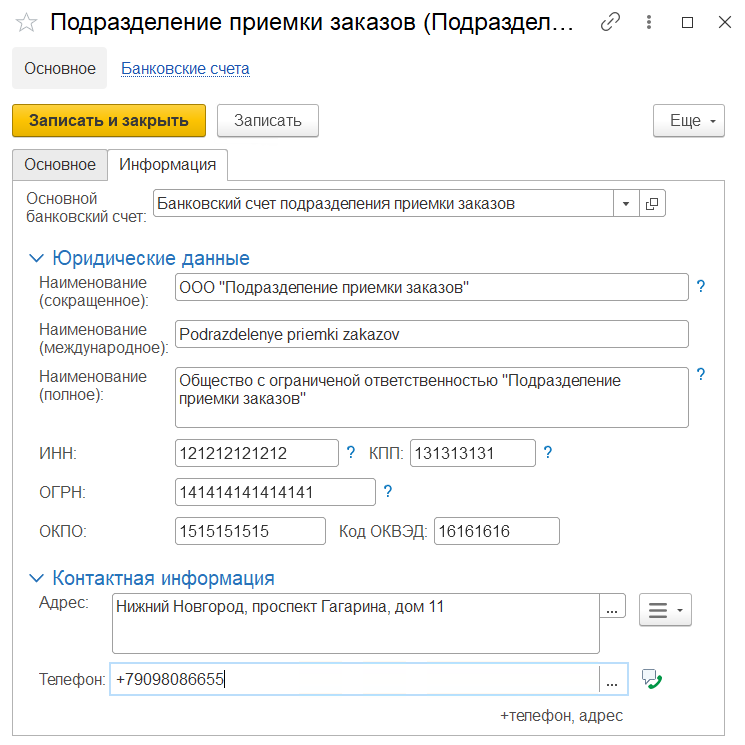 Подразделение приемки заказов (Подраздел...
Основное Банковские счета
Записать и закрыть Записать Еще
Основное Информация
Основной
банковский счет: Банковский счет подразделения приемки заказов
Юридические данные
Наименование
(сокращенное): ООО "Подразделение приемки заказов" ?
Наименование
(международное): Podrazdelenye priemki zakazov
Наименование
(полное): Общество с ограниченой ответственностью "Подразделение
приемки заказов" ?
ИНН: 121212121212 ? КПП: 131313131 ?
ОГРН: 141414141414141 ?
ОКПО: 1515151515 Код ОКВЭД: 16161616
Контактная информация
Адрес: Нижний Новгород, проспект Гагарина, дом 11 ...
Телефон: +79098086655 ...
+телефон, адрес